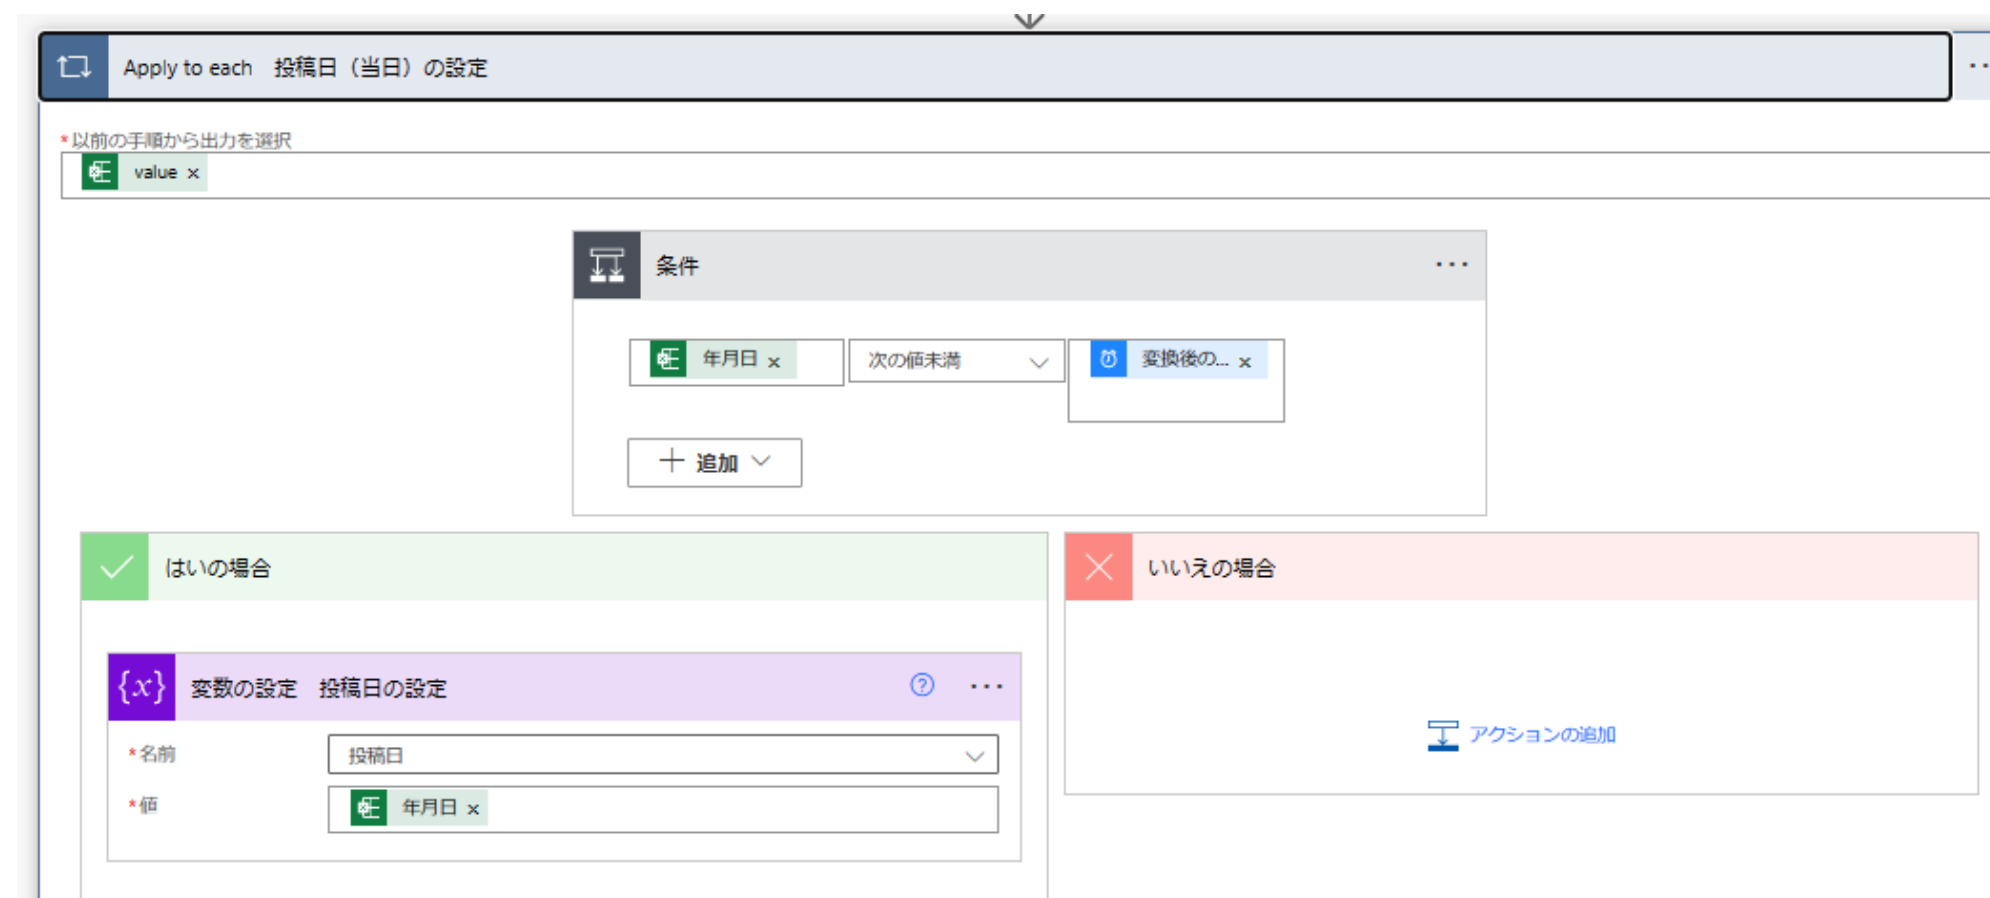 Apply to each 投稿日（当日）の設定
*以前の手順から出力を選択
value ×
条件
年月日 × 次の値未満 変換後の... ×
＋ 追加
はいの場合
いいえの場合
{x} 変数の設定 投稿日の設定
*名前 投稿日
アクションの追加
*値 年月日 ×